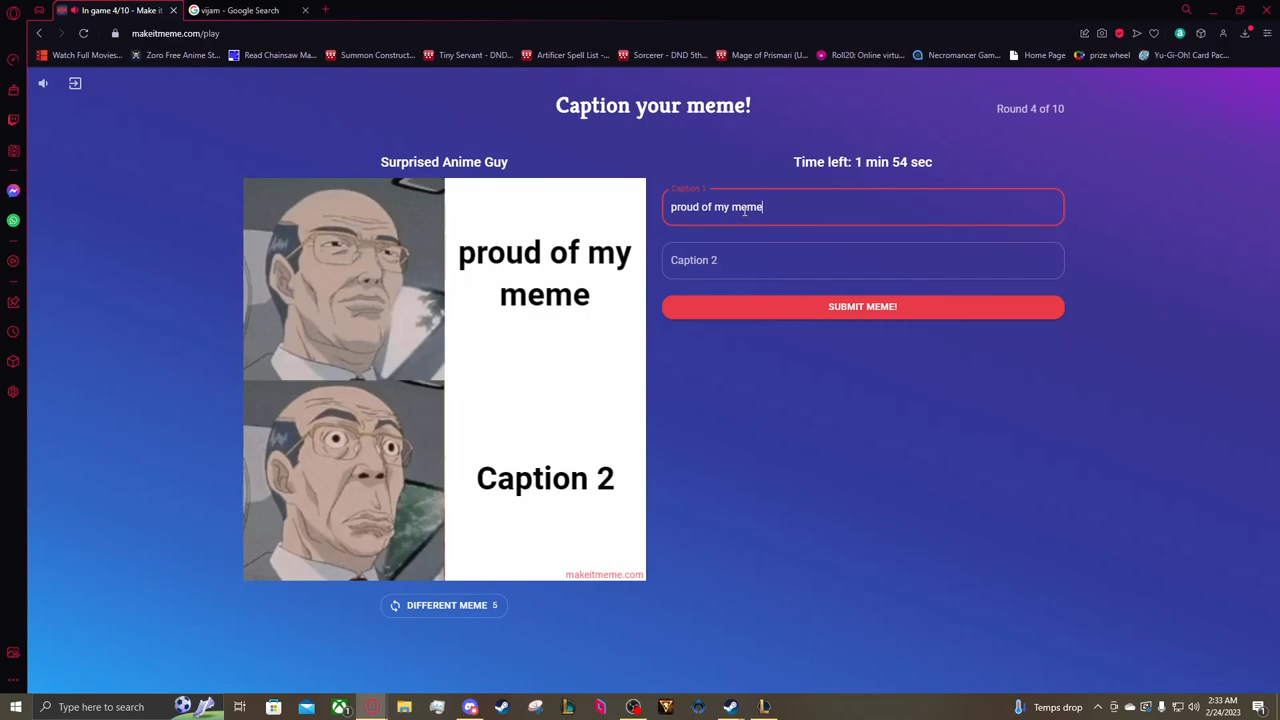 In game 4/10 - Make it
vijam - Search
makeitmeme.com/play
Watch Full Movies...
Zoro Free Anime St...
Read Chainsaw Ma...
Summon Construct...
Tiny Servant - DND...
Artificer Spell List -...
Sorcerer - DND 5th...
Mage of Prismari (U...
Roll20: Online virtu...
Necromancer Gam...
Home Page
prize wheel
Yu-Gi-Oh! Card Pac...
Caption your meme!
Round 4 of 10
Surprised Anime Guy
Time left: 1 min 54 sec
Caption 1
proud of my meme
proud of my
meme
Caption 2
SUBMIT MEME!
Caption 2
makeitmeme.com
DIFFERENT MEME 5
Type here to search
1
Temps drop
2:33 AM
2/24/2023